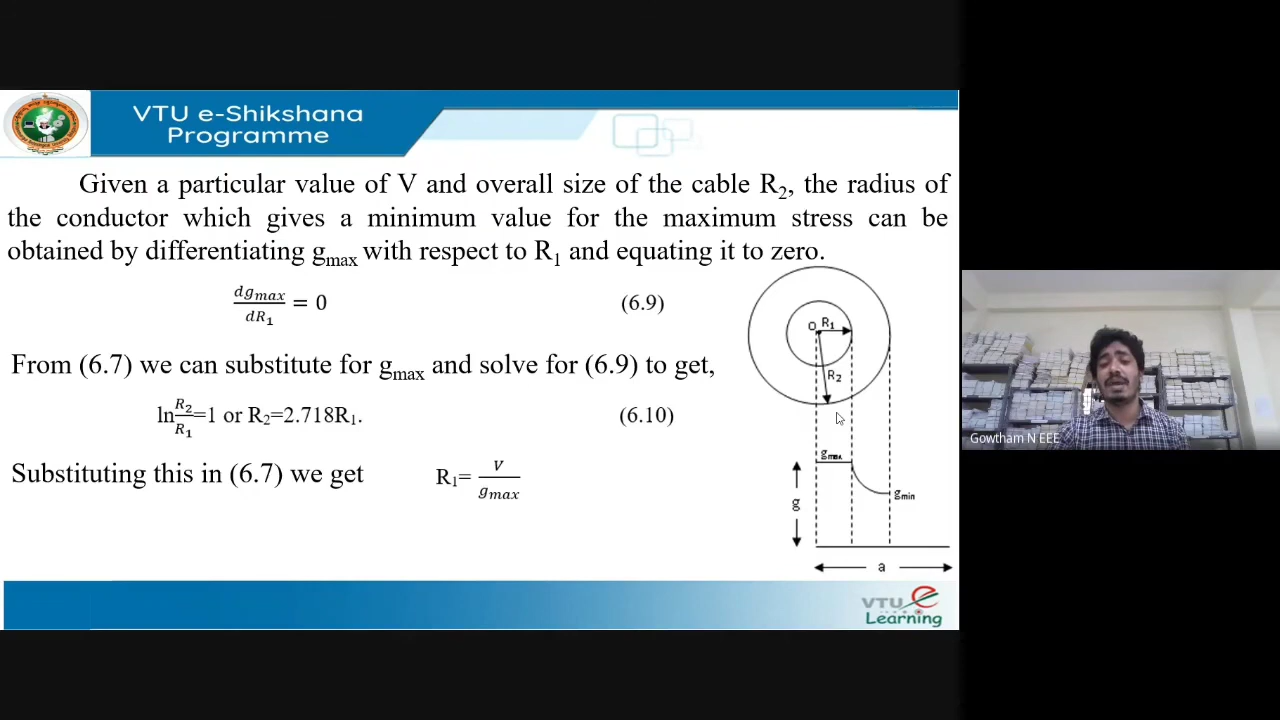 VTU e-Shikshana
Programme
Given a particular value of V and overall size of the cable R₂, the radius of
the conductor which gives a minimum value for the maximum stress can be
obtained by differentiating gₘₐₓ with respect to R₁ and equating it to zero.
dgₘₐₓ/dR₁ = 0 (6.9)
From (6.7) we can substitute for gₘₐₓ and solve for (6.9) to get,
ln R₂/R₁=1 or R₂=2.718R₁. (6.10)
Substituting this in (6.7) we get R₁= V/gₘₐₓ
O R₁
R₂
gₘₐₓ
g
gₘᵢₙ
a
VTU e
Learning
Gowtham N EEE